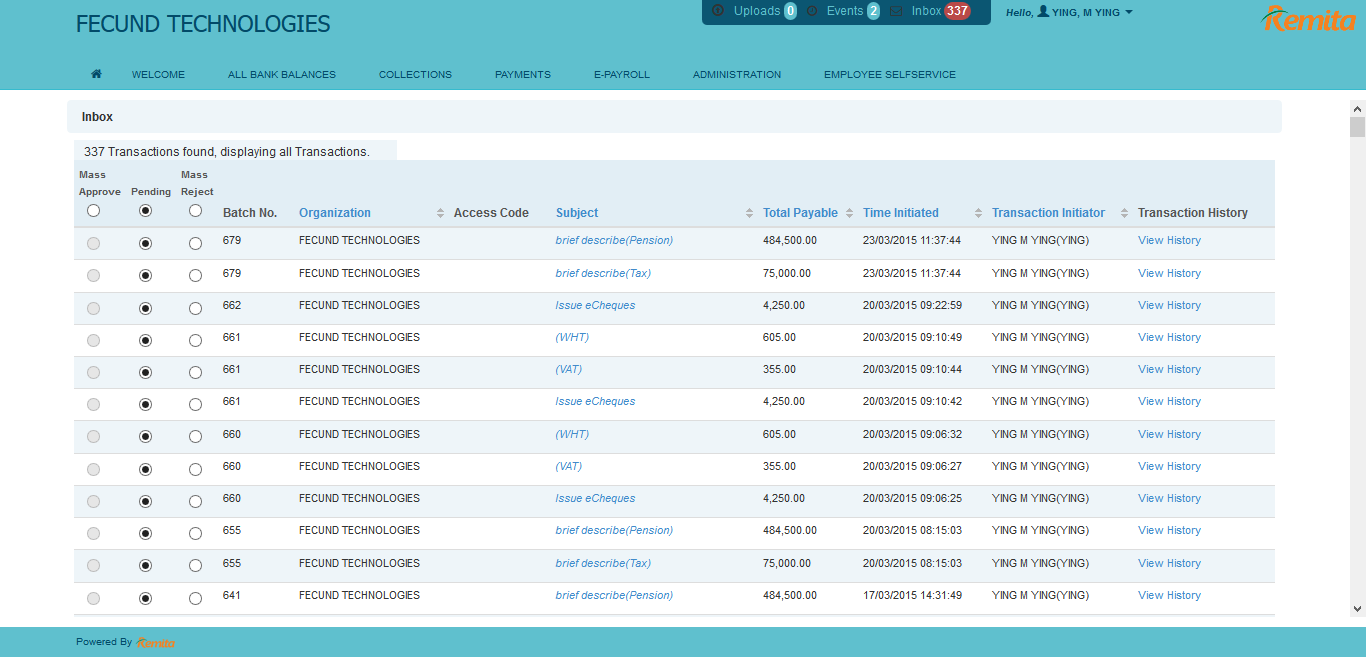 FECUND TECHNOLOGIES
Uploads 0 Events 2 Inbox 337
Hello, YING, M YING
Remita
WELCOME ALL BANK BALANCES COLLECTIONS PAYMENTS E-PAYROLL ADMINISTRATION EMPLOYEE SELFSERVICE
Inbox
337 Transactions found, displaying all Transactions.
Mass Approve Pending Mass Reject Batch No. Organization Access Code Subject Total Payable Time Initiated Transaction Initiator Transaction History
679 FECUND TECHNOLOGIES brief describe(Pension) 484,500.00 23/03/2015 11:37:44 YING M YING(YING) View History
679 FECUND TECHNOLOGIES brief describe(Tax) 75,000.00 23/03/2015 11:37:44 YING M YING(YING) View History
662 FECUND TECHNOLOGIES Issue eCheques 4,250.00 20/03/2015 09:22:59 YING M YING(YING) View History
661 FECUND TECHNOLOGIES (WHT) 605.00 20/03/2015 09:10:49 YING M YING(YING) View History
661 FECUND TECHNOLOGIES (VAT) 355.00 20/03/2015 09:10:44 YING M YING(YING) View History
661 FECUND TECHNOLOGIES Issue eCheques 4,250.00 20/03/2015 09:10:42 YING M YING(YING) View History
660 FECUND TECHNOLOGIES (WHT) 605.00 20/03/2015 09:06:32 YING M YING(YING) View History
660 FECUND TECHNOLOGIES (VAT) 355.00 20/03/2015 09:06:27 YING M YING(YING) View History
660 FECUND TECHNOLOGIES Issue eCheques 4,250.00 20/03/2015 09:06:25 YING M YING(YING) View History
655 FECUND TECHNOLOGIES brief describe(Pension) 484,500.00 20/03/2015 08:15:03 YING M YING(YING) View History
655 FECUND TECHNOLOGIES brief describe(Tax) 75,000.00 20/03/2015 08:15:03 YING M YING(YING) View History
641 FECUND TECHNOLOGIES brief describe(Pension) 484,500.00 17/03/2015 14:31:49 YING M YING(YING) View History
Powered By Remita